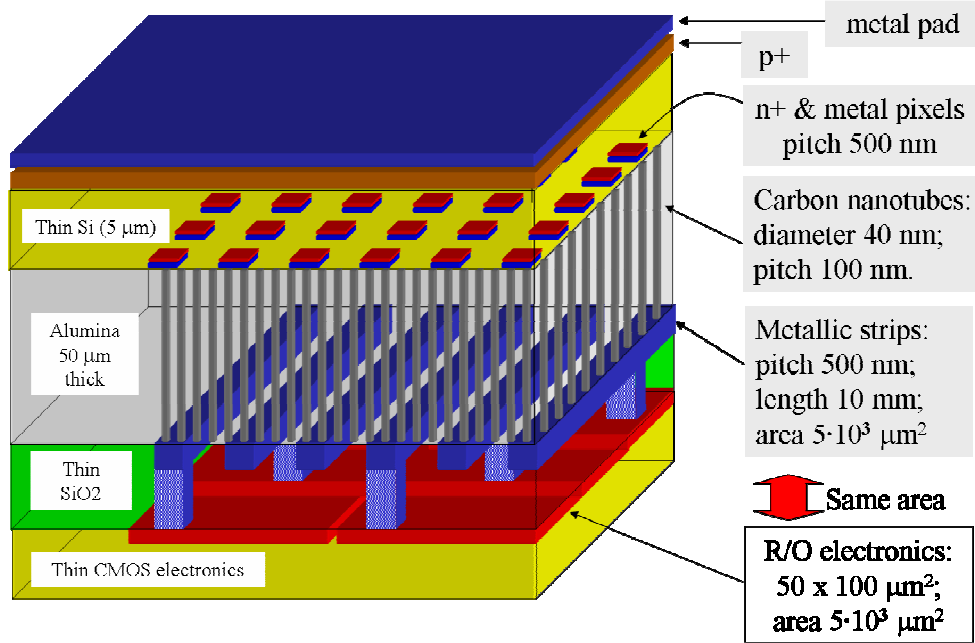 metal pad
p+
n+ & metal pixels
pitch 500 nm
Thin Si (5 μm)
Carbon nanotubes:
diameter 40 nm;
pitch 100 nm.
Alumina
50 μm
thick
Metallic strips:
pitch 500 nm;
length 10 mm;
area 5·10³ μm²
Thin
SiO2
Same area
Thin CMOS electronics
R/O electronics:
50 x 100 μm²;
area 5·10³ μm²